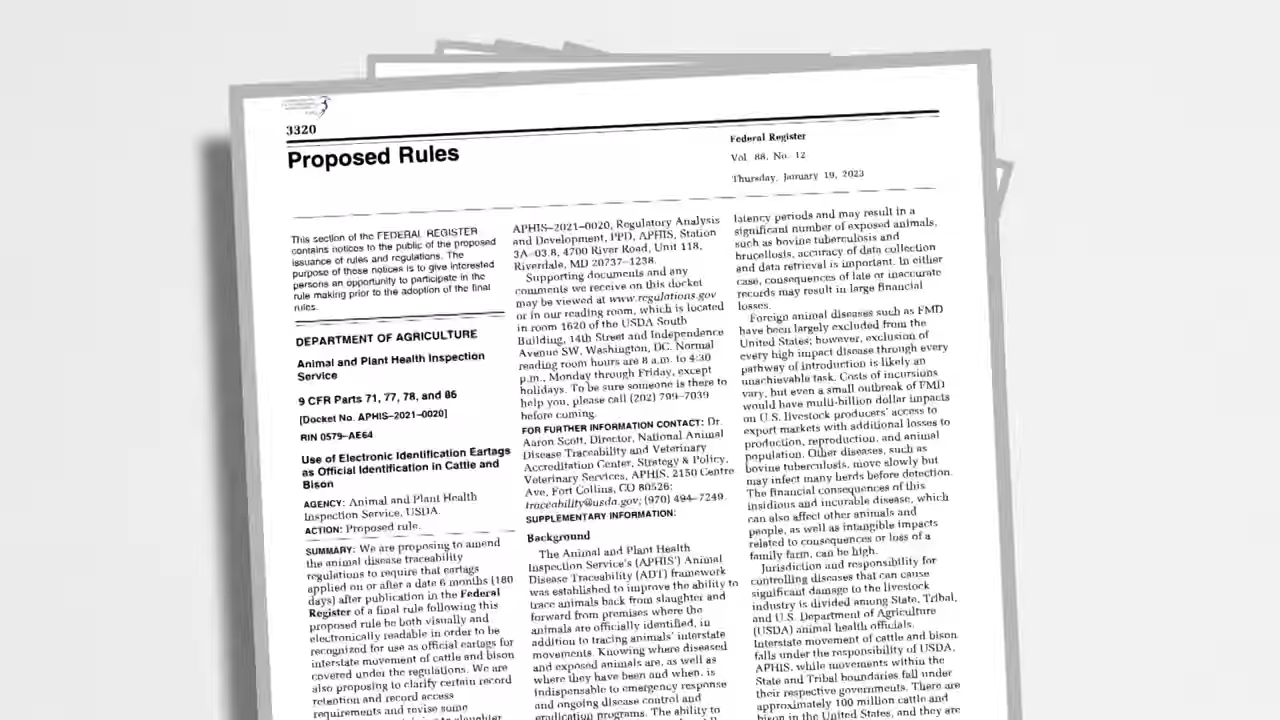 3320
Proposed Rules
Federal Register
Vol. 88, No. 12
Thursday, January 19, 2023
This section of the FEDERAL REGISTER
contains notices to the public of the proposed
issuance of rules and regulations. The
purpose of these notices is to give interested
persons an opportunity to participate in the
rule making prior to the adoption of the final
rules.
DEPARTMENT OF AGRICULTURE
Animal and Plant Health Inspection
Service
9 CFR Parts 71, 77, 78, and 86
[Docket No. APHIS–2021–0020]
RIN 0579–AE64
Use of Electronic Identification Eartags
as Official Identification in Cattle and
Bison
AGENCY: Animal and Plant Health
Inspection Service, USDA.
ACTION: Proposed rule.
SUMMARY: We are proposing to amend
the animal disease traceability
regulations to require that eartags
applied on or after a date 6 months (180
days) after publication in the Federal
Register of a final rule following this
proposed rule be both visually and
electronically readable in order to be
recognized for use as official eartags for
interstate movement of cattle and bison
covered under the regulations. We are
also proposing to clarify certain record
retention and record access
requirements and revise some
APHIS–2021–0020, Regulatory Analysis
and Development, PPD, APHIS, Station
3A–03.8, 4700 River Road, Unit 118,
Riverdale, MD 20737–1238.
Supporting documents and any
comments we receive on this docket
may be viewed at www.regulations.gov
or in our reading room, which is located
in room 1620 of the USDA South
Building, 14th Street and Independence
Avenue SW, Washington, DC. Normal
reading room hours are 8 a.m. to 4:30
p.m., Monday through Friday, except
holidays. To be sure someone is there to
help you, please call (202) 799–7039
before coming.
FOR FURTHER INFORMATION CONTACT: Dr.
Aaron Scott, Director, National Animal
Disease Traceability and Veterinary
Accreditation Center, Strategy & Policy,
Veterinary Services, APHIS, 2150 Centre
Ave, Fort Collins, CO 80526;
traceability@usda.gov; (970) 494–7249.
SUPPLEMENTARY INFORMATION:
Background
The Animal and Plant Health
Inspection Service's (APHIS') Animal
Disease Traceability (ADT) framework
was established to improve the ability to
trace animals back from slaughter and
forward from premises where the
animals are officially identified, in
addition to tracing animals' interstate
movements. Knowing where diseased
and exposed animals are, as well as
where they have been and when, is
indispensable to emergency response
and ongoing disease control and
eradication programs. The ability to
latency periods and may result in a
significant number of exposed animals,
such as bovine tuberculosis and
brucellosis, accuracy of data collection
and data retrieval is important. In either
case, consequences of late or inaccurate
records may result in large financial
losses.
Foreign animal diseases such as FMD
have been largely excluded from the
United States; however, exclusion of
every high impact disease through every
pathway of introduction is likely an
unachievable task. Costs of incursions
vary, but even a small outbreak of FMD
would have multi-billion dollar impacts
on U.S. livestock producers' access to
export markets with additional losses to
production, reproduction, and animal
population. Other diseases, such as
bovine tuberculosis, move slowly but
may infect many herds before detection.
The financial consequences of this
insidious and incurable disease, which
can also affect other animals and
people, as well as intangible impacts
related to consequences or loss of a
family farm, can be high.
Jurisdiction and responsibility for
controlling diseases that can cause
significant damage to the livestock
industry is divided among State, Tribal,
and U.S. Department of Agriculture
(USDA) animal health officials.
Interstate movement of cattle and bison
falls under the responsibility of USDA,
APHIS, while movements within the
State and Tribal boundaries fall under
their respective governments. There are
approximately 100 million cattle and
bison in the United States, and they are